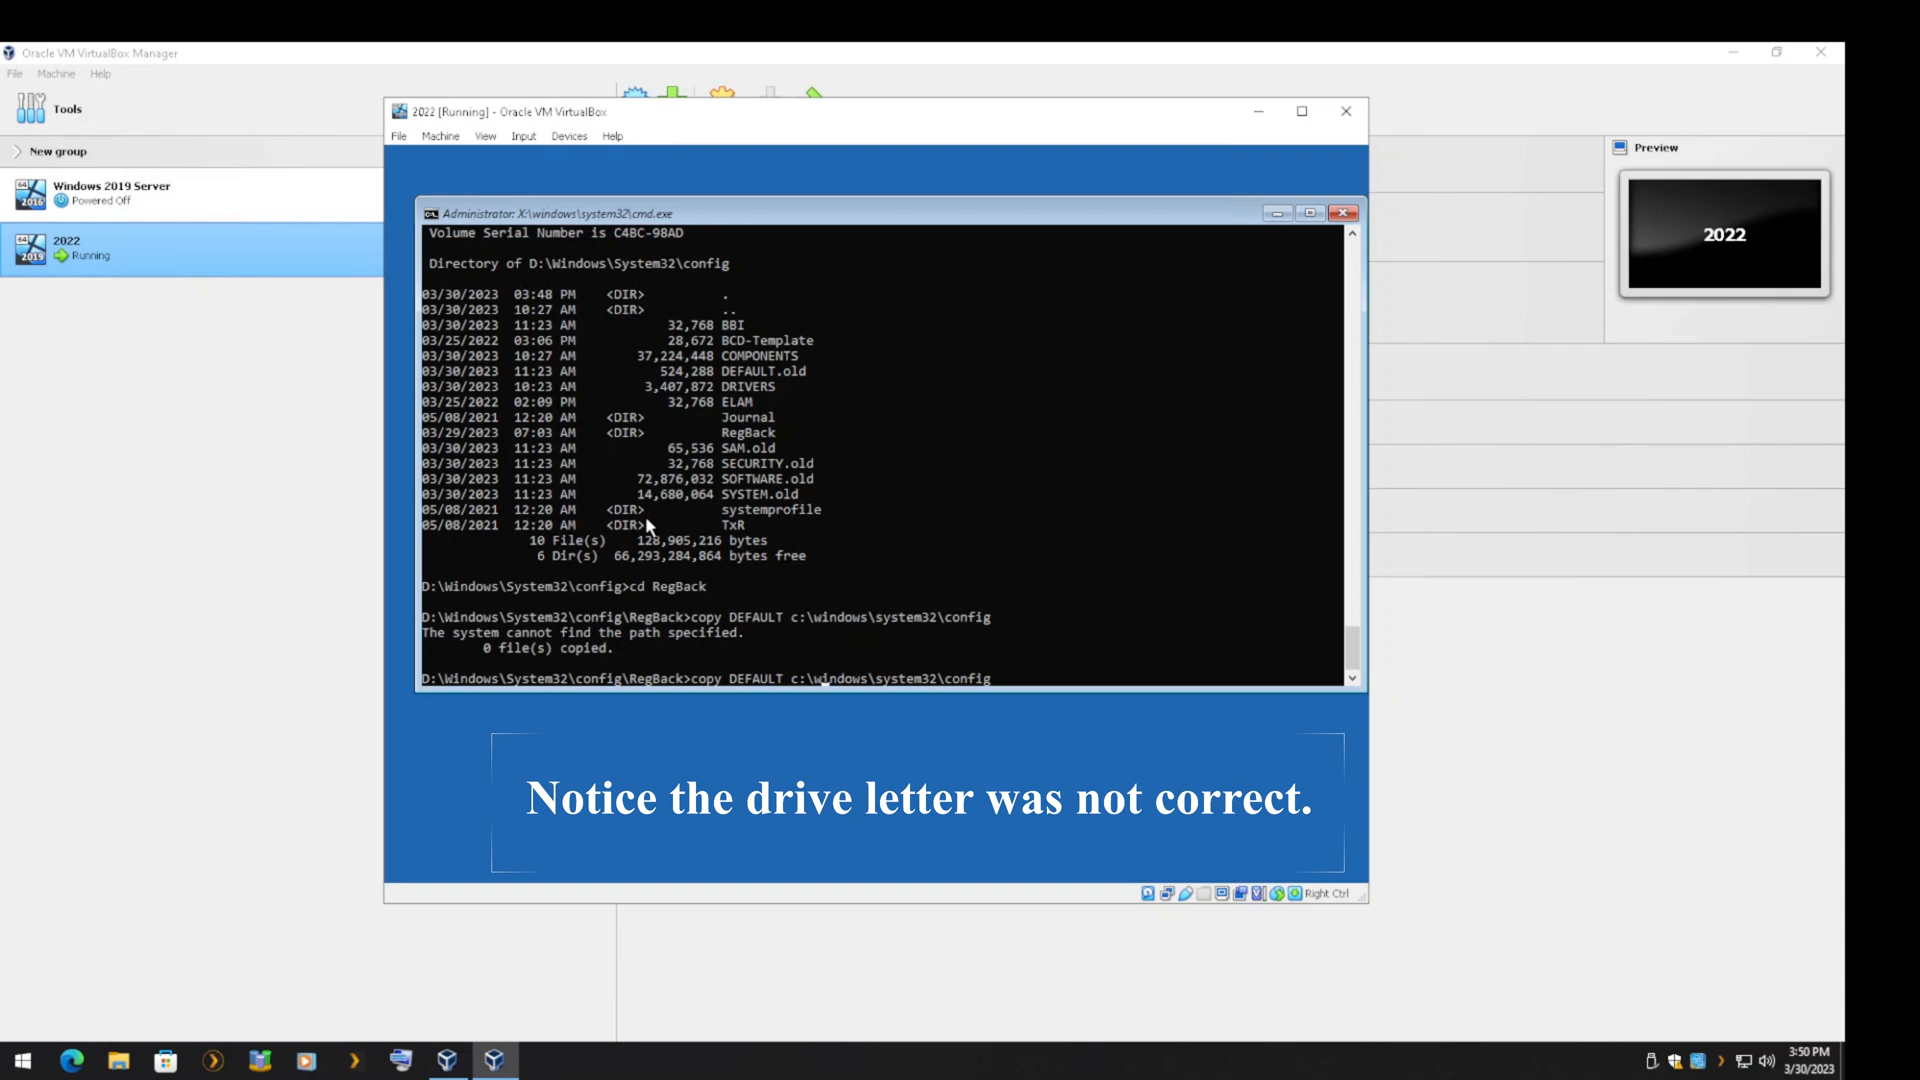 Oracle VM VirtualBox Manager
File Machine Help
Tools
New group
64
2016
Windows 2019 Server
Powered Off
64
2019
2022
Running
Preview
2022
2022 [Running] - Oracle VM VirtualBox
File Machine View Input Devices Help
Administrator: X:\windows\system32\cmd.exe
Volume Serial Number is C4BC-98AD
Directory of D:\Windows\System32\config
03/30/2023 03:48 PM <DIR> .
03/30/2023 10:27 AM <DIR> ..
03/30/2023 11:23 AM 32,768 BBI
03/25/2022 03:06 PM 28,672 BCD-Template
03/30/2023 10:27 AM 37,224,448 COMPONENTS
03/30/2023 11:23 AM 524,288 DEFAULT.old
03/30/2023 10:23 AM 3,407,872 DRIVERS
03/25/2022 02:09 PM 32,768 ELAM
05/08/2021 12:20 AM <DIR> Journal
03/29/2023 07:03 AM <DIR> RegBack
03/30/2023 11:23 AM 65,536 SAM.old
03/30/2023 11:23 AM 32,768 SECURITY.old
03/30/2023 11:23 AM 72,876,032 SOFTWARE.old
03/30/2023 11:23 AM 14,680,064 SYSTEM.old
05/08/2021 12:20 AM <DIR> systemprofile
05/08/2021 12:20 AM <DIR> TxR
10 File(s) 128,905,216 bytes
6 Dir(s) 66,293,284,864 bytes free
D:\Windows\System32\config>cd RegBack
D:\Windows\System32\config\RegBack>copy DEFAULT c:\windows\system32\config
The system cannot find the path specified.
0 file(s) copied.
D:\Windows\System32\config\RegBack>copy DEFAULT c:\windows\system32\config
Notice the drive letter was not correct.
Right Ctrl
3:50 PM
3/30/2023